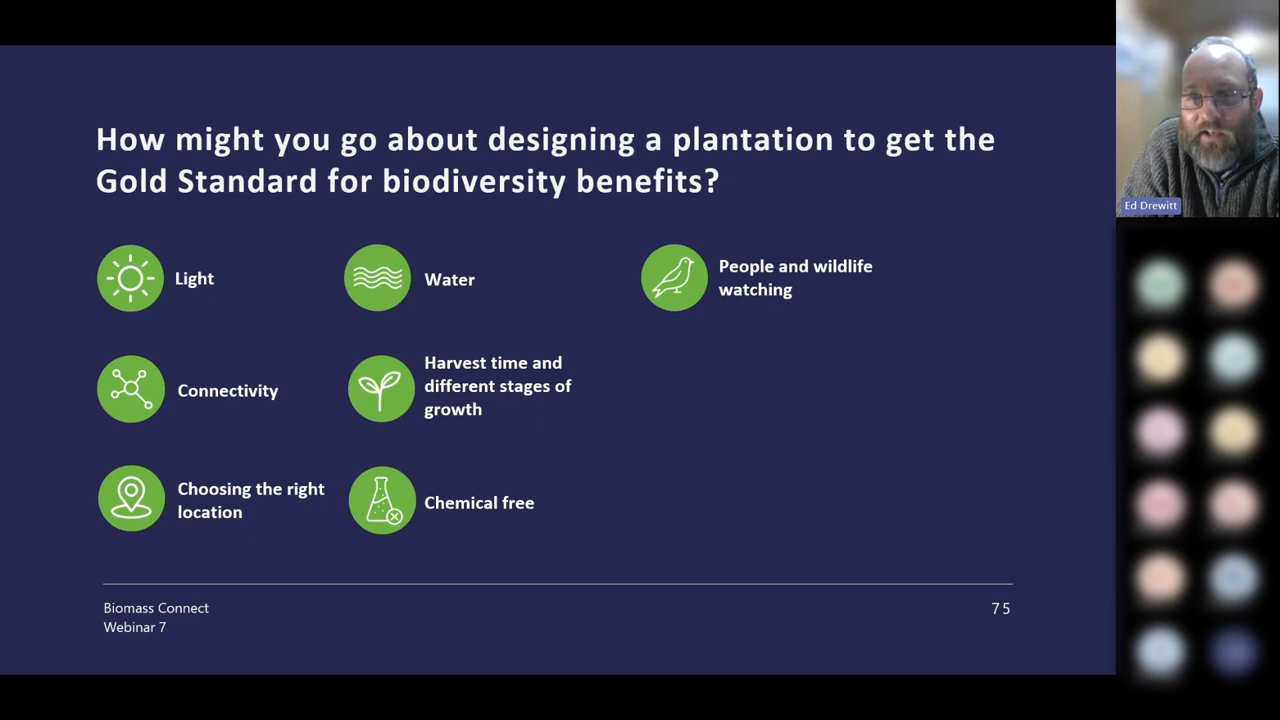 How might you go about designing a plantation to get the
Gold Standard for biodiversity benefits?
Light
Water
People and wildlife
watching
Connectivity
Harvest time and
different stages of
growth
Choosing the right
location
Chemical free
Biomass Connect
Webinar 7
75
Ed Drewitt